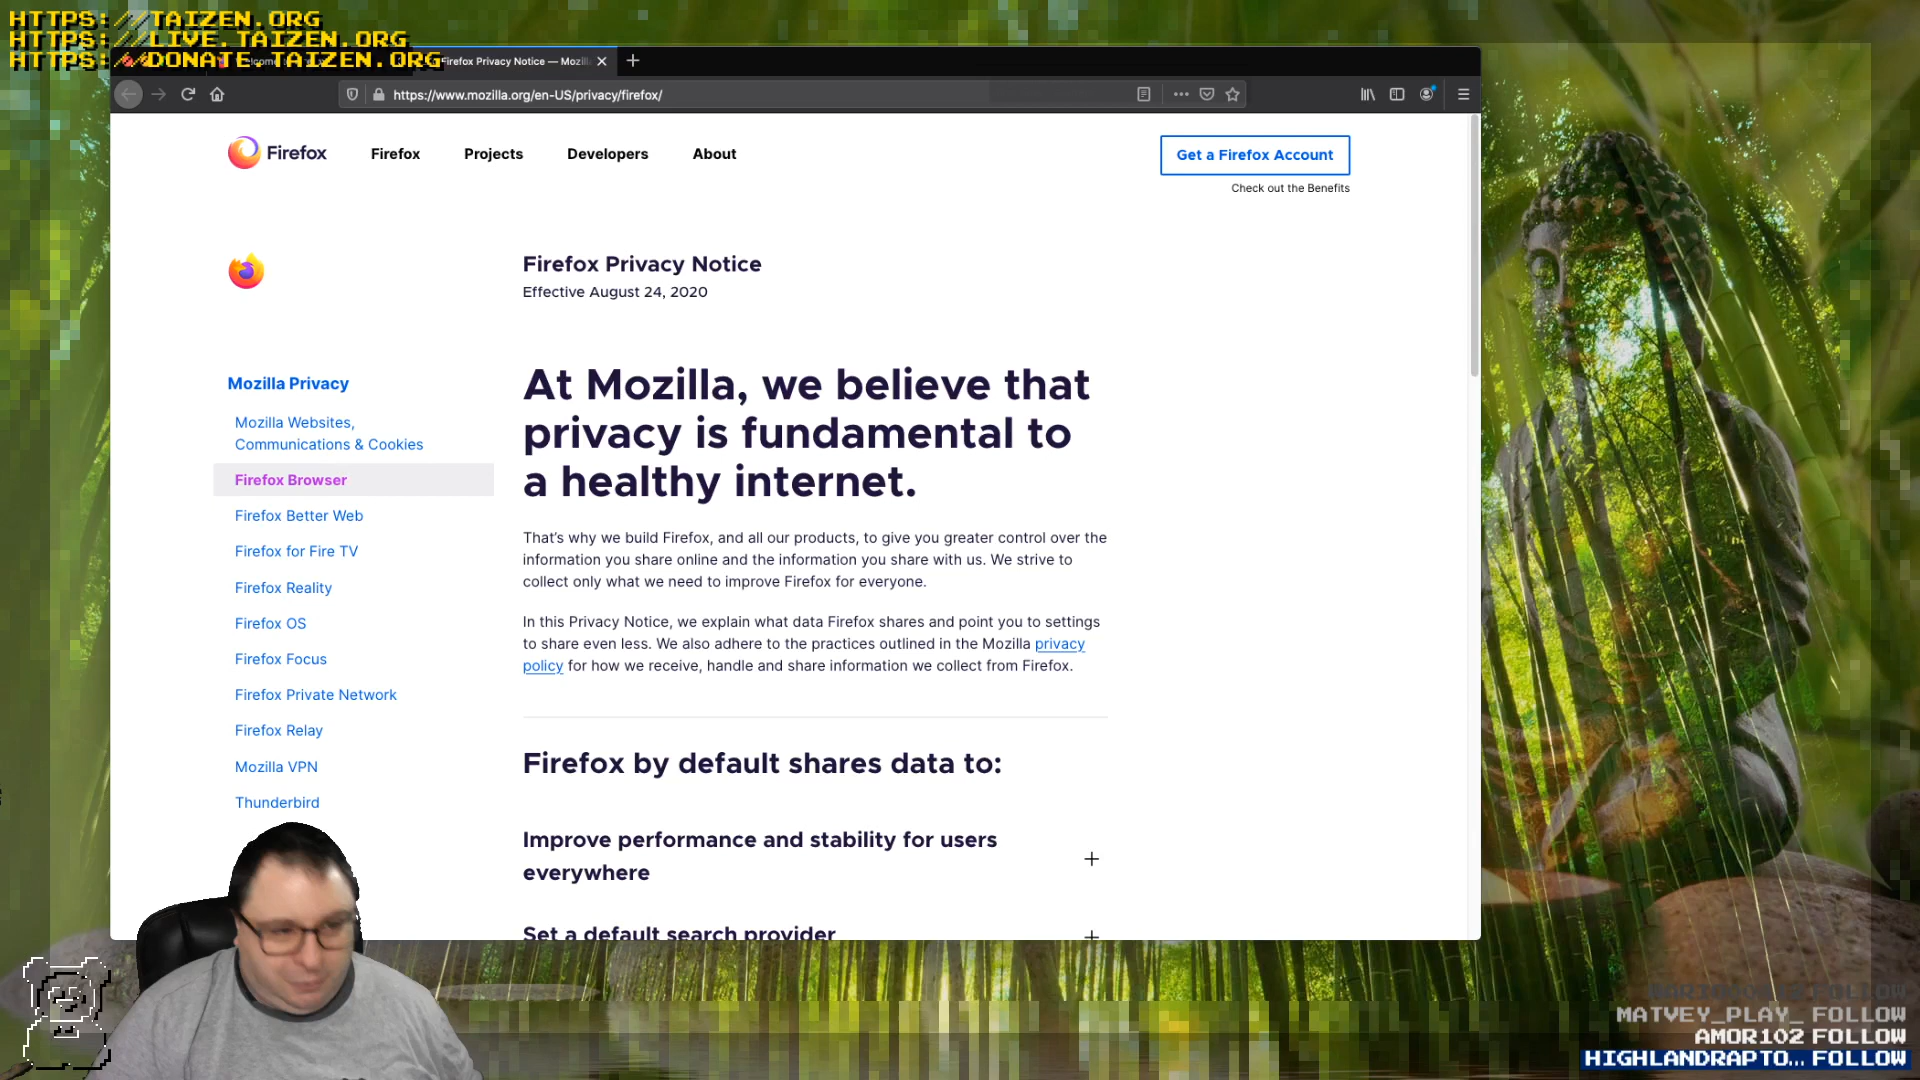 HTTPS://TAIZEN.ORG
HTTPS://LIVE.TAIZEN.ORG
HTTPS://DONATE.TAIZEN.ORG
Firefox Privacy Notice — Mozil
https://www.mozilla.org/en-US/privacy/firefox/
Firefox
Firefox
Projects
Developers
About
Get a Firefox Account
Check out the Benefits
Firefox Privacy Notice
Effective August 24, 2020
Mozilla Privacy
Mozilla Websites,
Communications & Cookies
Firefox Browser
Firefox Better Web
Firefox for Fire TV
Firefox Reality
Firefox OS
Firefox Focus
Firefox Private Network
Firefox Relay
Mozilla VPN
Thunderbird
At Mozilla, we believe that
privacy is fundamental to
a healthy internet.
That’s why we build Firefox, and all our products, to give you greater control over the
information you share online and the information you share with us. We strive to
collect only what we need to improve Firefox for everyone.
In this Privacy Notice, we explain what data Firefox shares and point you to settings
to share even less. We also adhere to the practices outlined in the Mozilla privacy
policy for how we receive, handle and share information we collect from Firefox.
Firefox by default shares data to:
Improve performance and stability for users
everywhere
Set a default search provider
FOLLOW
MATVEY_PLAY_ FOLLOW
AMOR102 FOLLOW
HIGHLANDRAPTO... FOLLOW